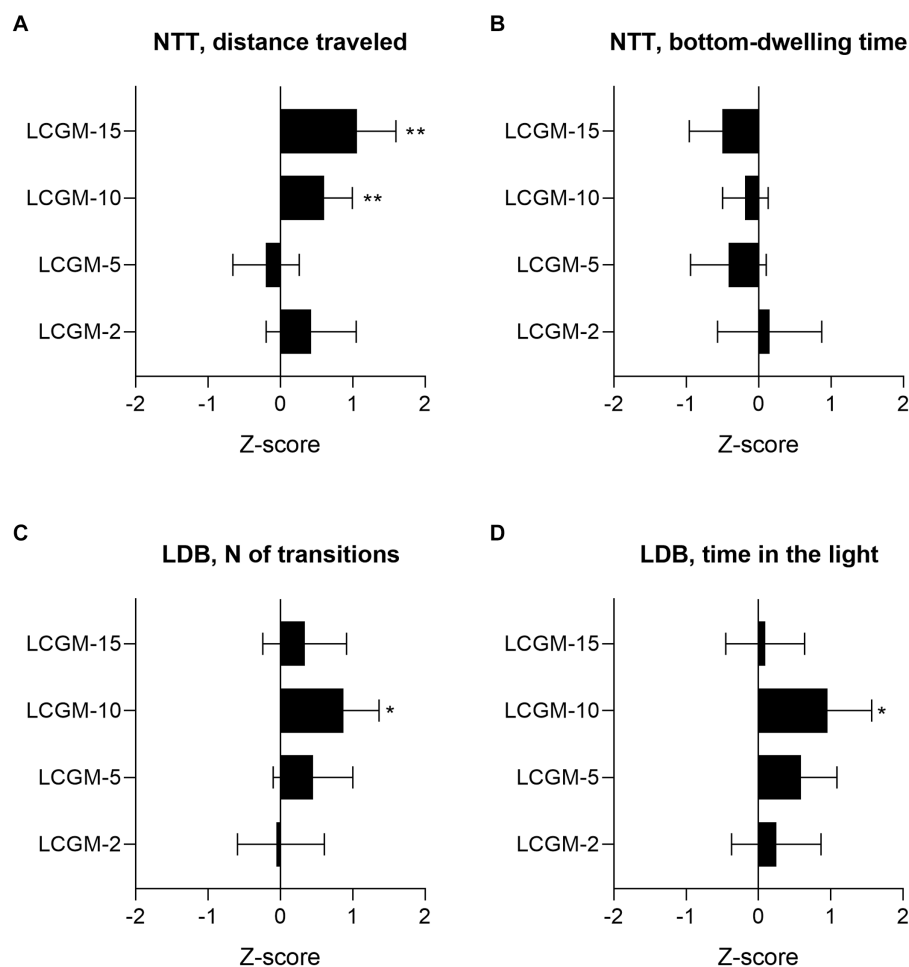 A
NTT, distance traveled
LCGM-15
**
LCGM-10
**
LCGM-5
LCGM-2
-2 -1 0 1 2
Z-score
B
NTT, bottom-dwelling time
LCGM-15
LCGM-10
LCGM-5
LCGM-2
-2 -1 0 1 2
Z-score
C
LDB, N of transitions
LCGM-15
LCGM-10
*
LCGM-5
LCGM-2
-2 -1 0 1 2
Z-score
D
LDB, time in the light
LCGM-15
LCGM-10
*
LCGM-5
LCGM-2
-2 -1 0 1 2
Z-score